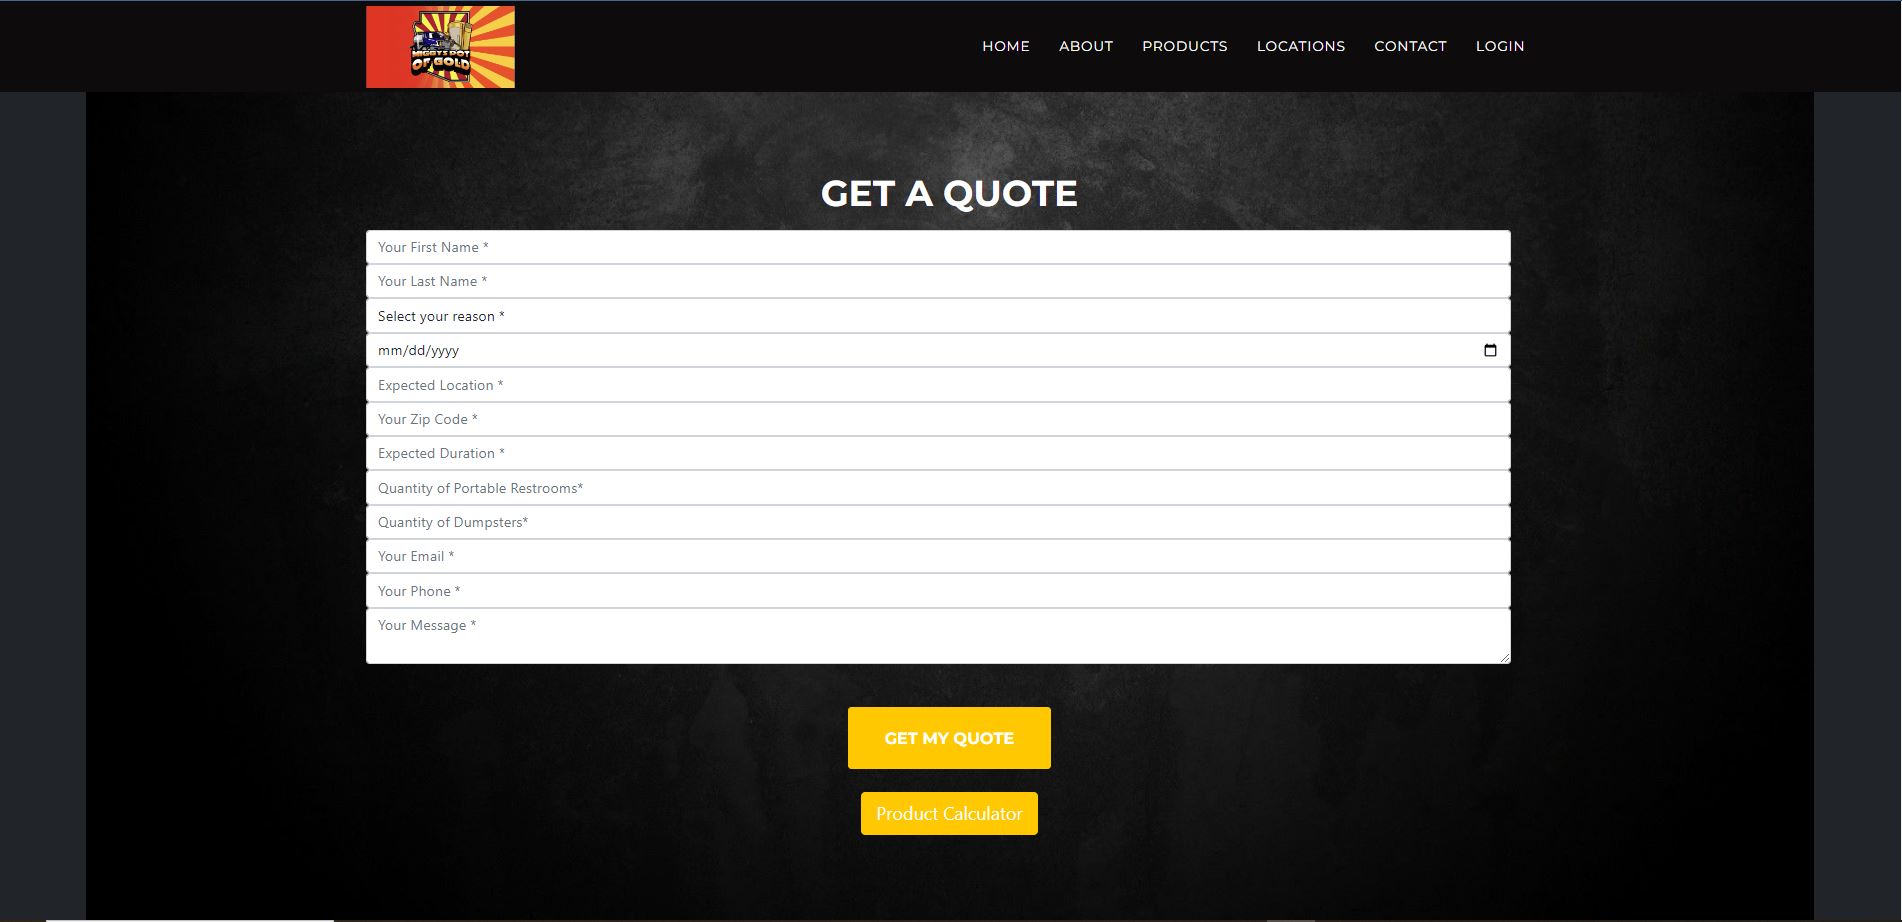 MIGGYS POT
OF GOLD
HOME ABOUT PRODUCTS LOCATIONS CONTACT LOGIN
GET A QUOTE
Your First Name *
Your Last Name *
Select your reason *
mm/dd/yyyy
Expected Location *
Your Zip Code *
Expected Duration *
Quantity of Portable Restrooms*
Quantity of Dumpsters*
Your Email *
Your Phone *
Your Message *
GET MY QUOTE
Product Calculator